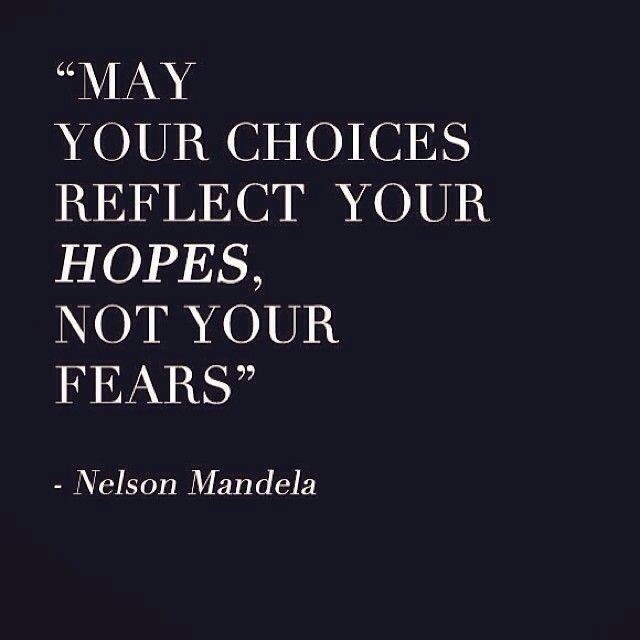 “MAY
YOUR CHOICES
REFLECT YOUR
HOPES,
NOT YOUR
FEARS”
- Nelson Mandela